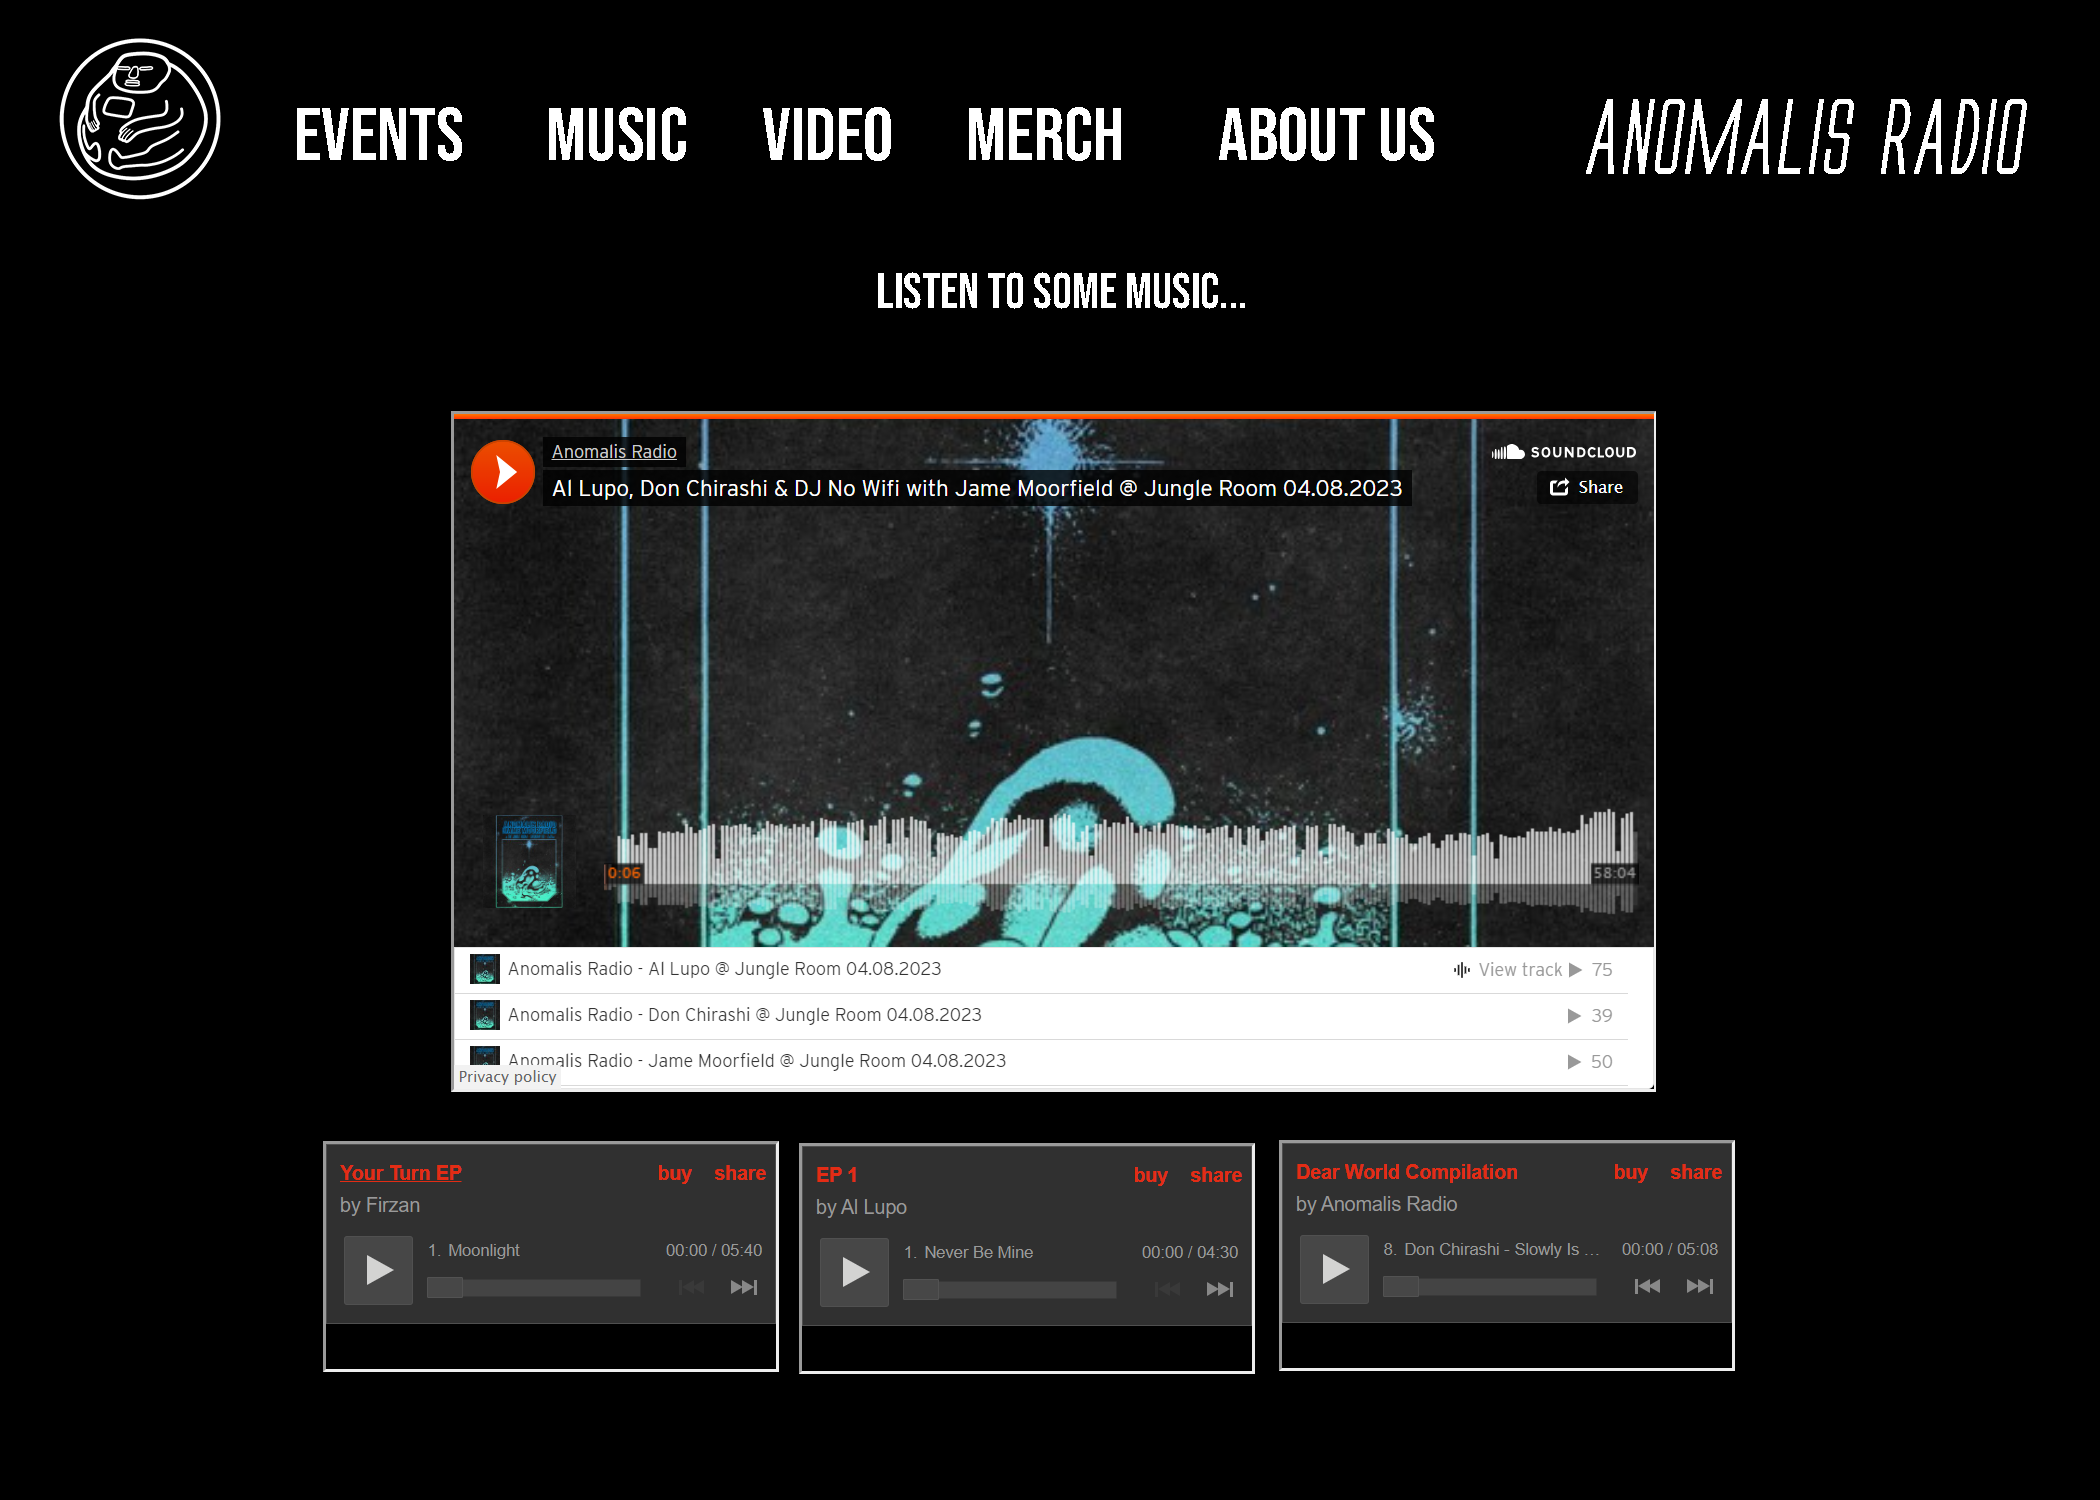 EVENTS
MUSIC
VIDEO
MERCH
ABOUT US
ANOMALIS RADIO
LISTEN TO SOME MUSIC...
Anomalis Radio
Al Lupo, Don Chirashi & DJ No Wifi with Jame Moorfield @ Jungle Room 04.08.2023
SOUNDCLOUD
Share
0:06
58:04
Anomalis Radio - Al Lupo @ Jungle Room 04.08.2023
View track
75
Anomalis Radio - Don Chirashi @ Jungle Room 04.08.2023
39
Anomalis Radio - Jame Moorfield @ Jungle Room 04.08.2023
50
Privacy policy
Your Turn EP
buy
share
by Firzan
1. Moonlight
00:00 / 05:40
EP 1
buy
share
by Al Lupo
1. Never Be Mine
00:00 / 04:30
Dear World Compilation
buy
share
by Anomalis Radio
8. Don Chirashi - Slowly Is ...
00:00 / 05:08